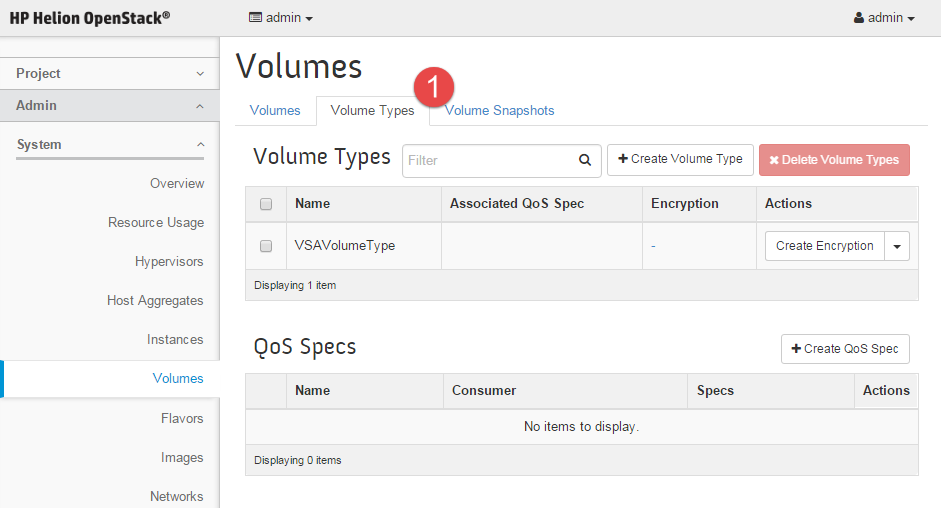 HP Helion OpenStack® admin admin
Project
Admin
System
Overview
Resource Usage
Hypervisors
Host Aggregates
Instances
Volumes
Flavors
Images
Networks
Volumes
1
Volumes Volume Types Volume Snapshots
Volume Types Filter + Create Volume Type ✖ Delete Volume Types
Name Associated QoS Spec Encryption Actions
VSAVolumeType - Create Encryption
Displaying 1 item
QoS Specs + Create QoS Spec
Name Consumer Specs Actions
No items to display.
Displaying 0 items